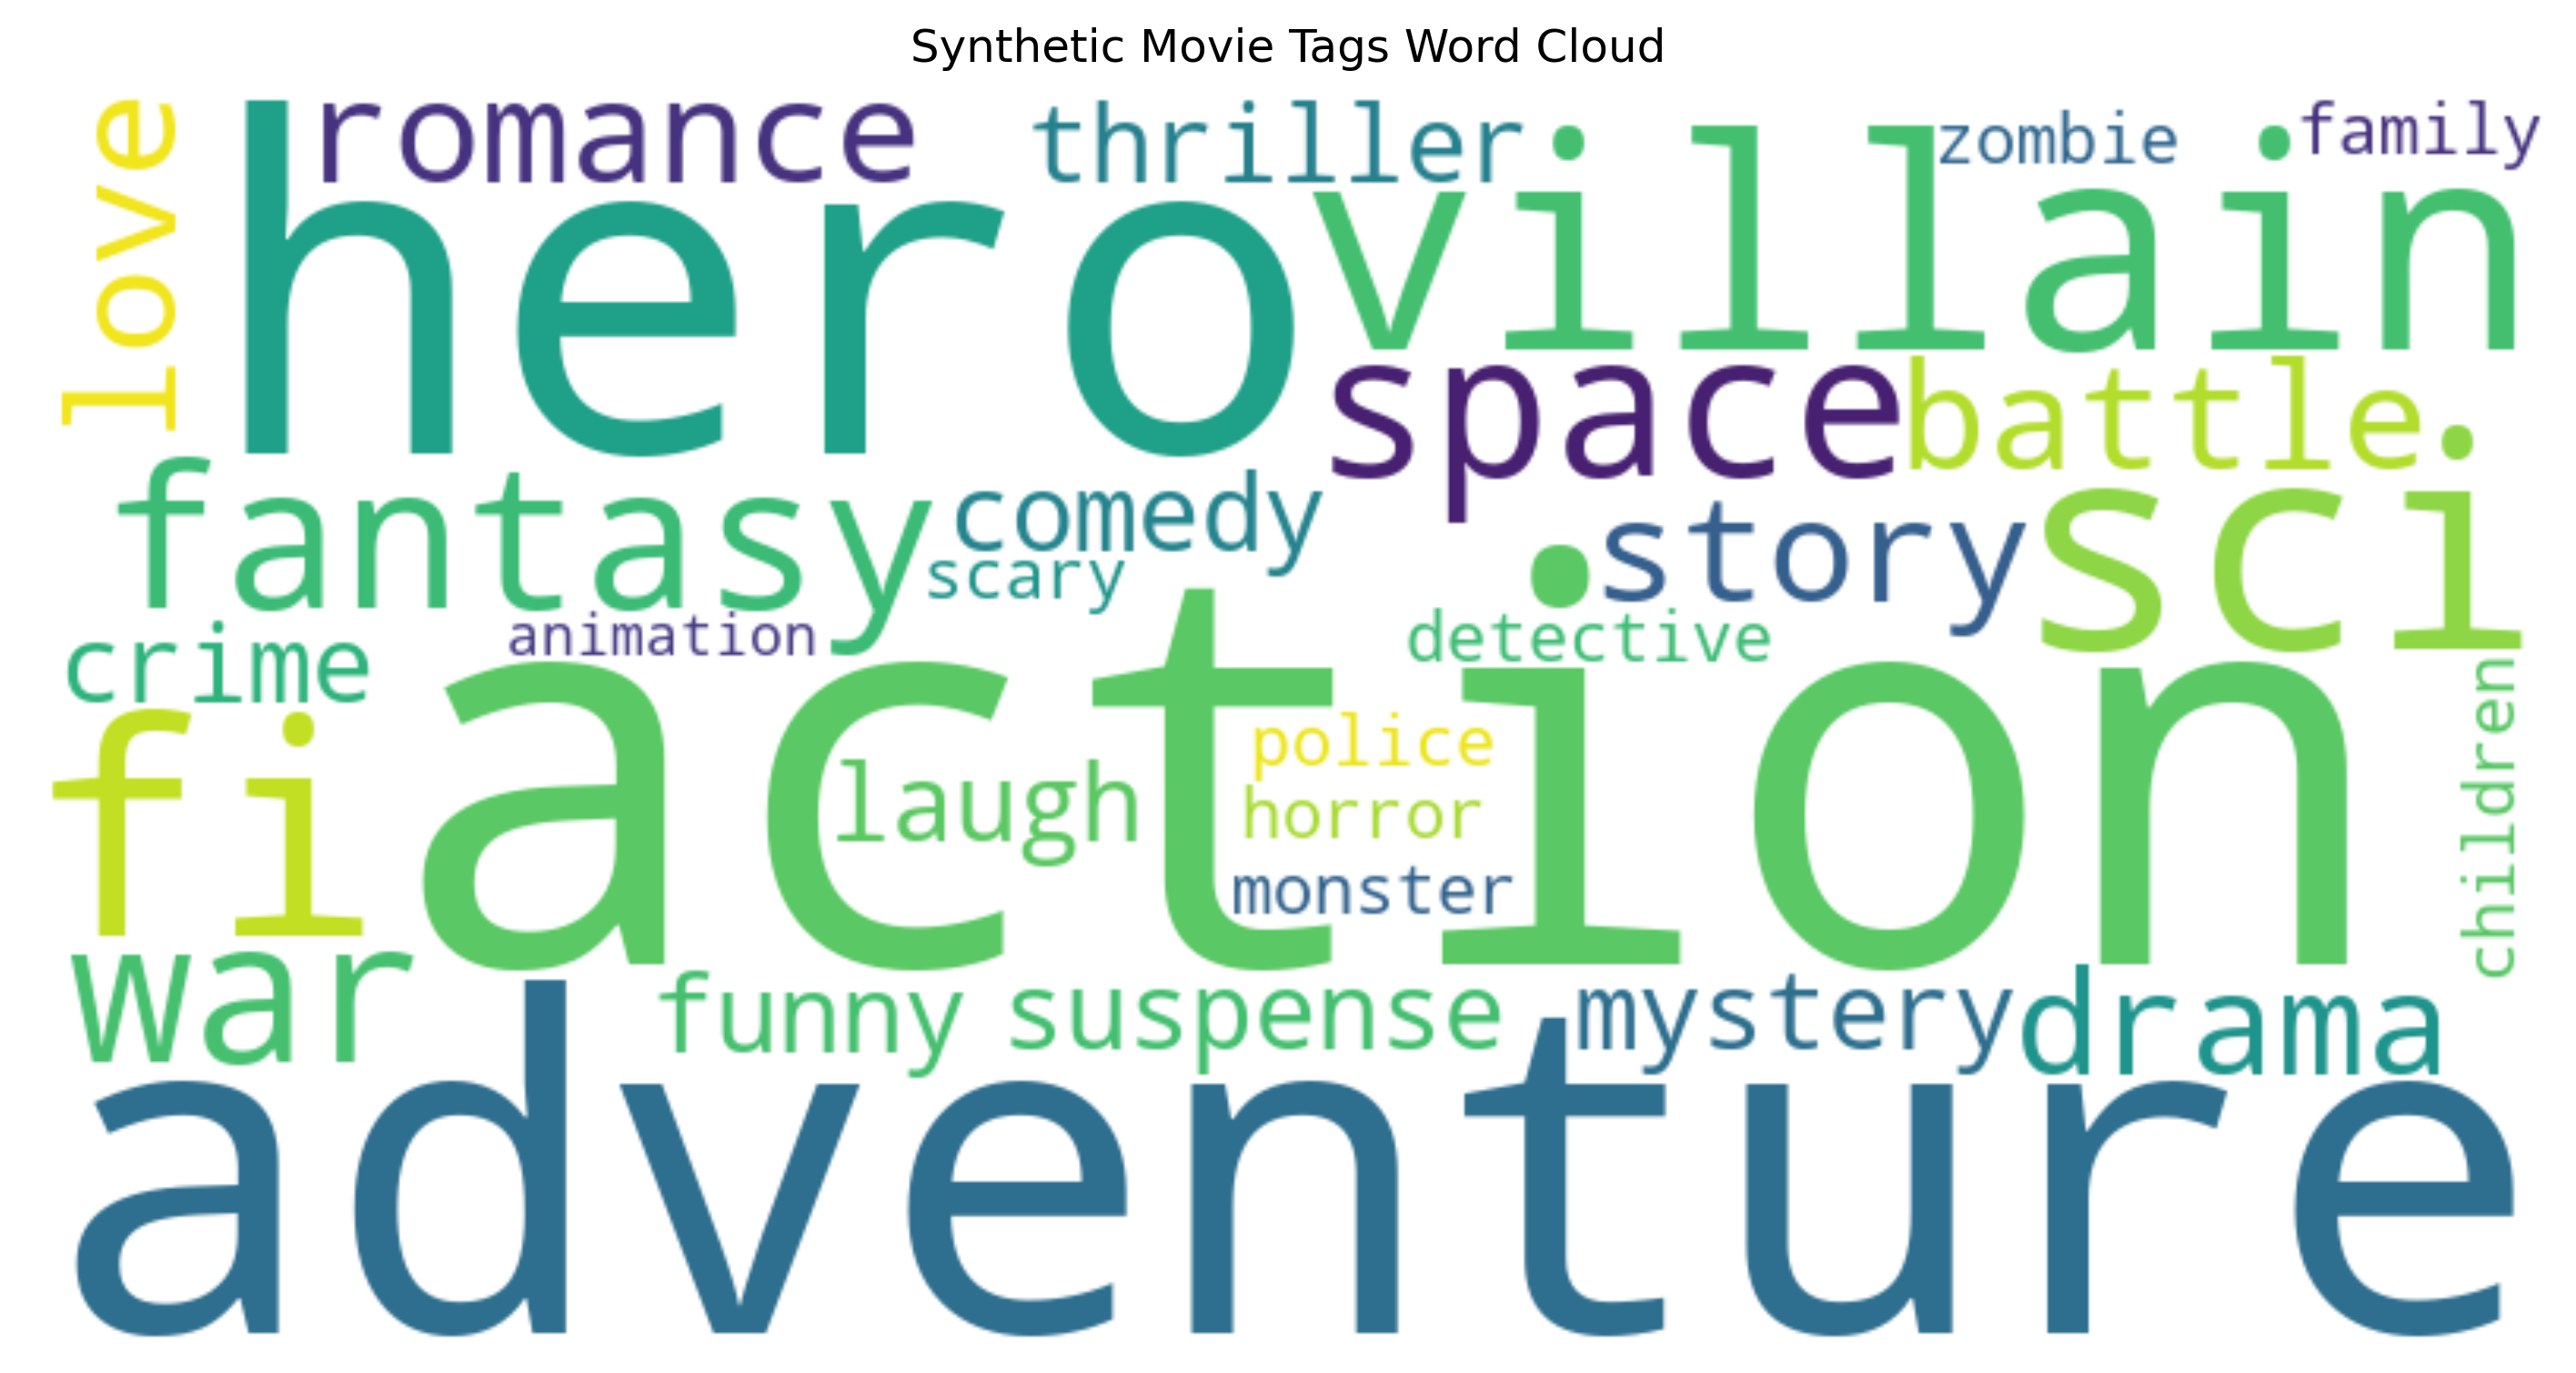 Synthetic Movie Tags Word Cloud
love
romance
thriller
zombie
family
hero
villain
space
battle
fantasy
comedy
story
sci
scary
crime
animation
detective
action
children
fi
police
laugh
horror
monster
war
funny
suspense
mystery
drama
adventure